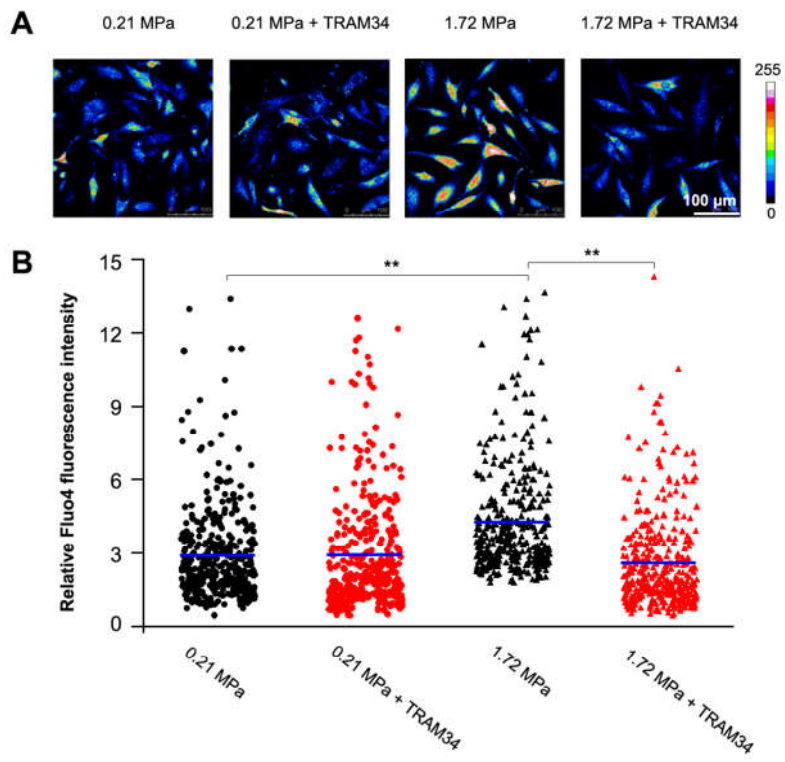 A
0.21 MPa 0.21 MPa + TRAM34 1.72 MPa 1.72 MPa + TRAM34
255
100 µm
0
B
Relative Fluo4 fluorescence intensity
15
12
9
6
3
0
** **
0.21 MPa
0.21 MPa + TRAM34
1.72 MPa
1.72 MPa + TRAM34